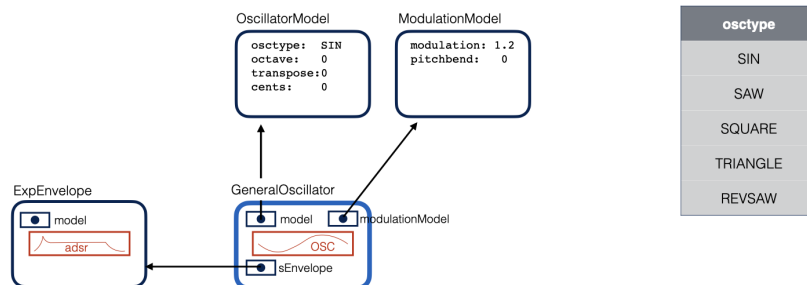 OscillatorModel
osctype: SIN
octave: 0
transpose:0
cents: 0
ModulationModel
modulation: 1.2
pitchbend: 0
osctype
SIN
SAW
SQUARE
TRIANGLE
REVSAW
ExpEnvelope
model
adsr
GeneralOscillator
model
modulationModel
OSC
sEnvelope